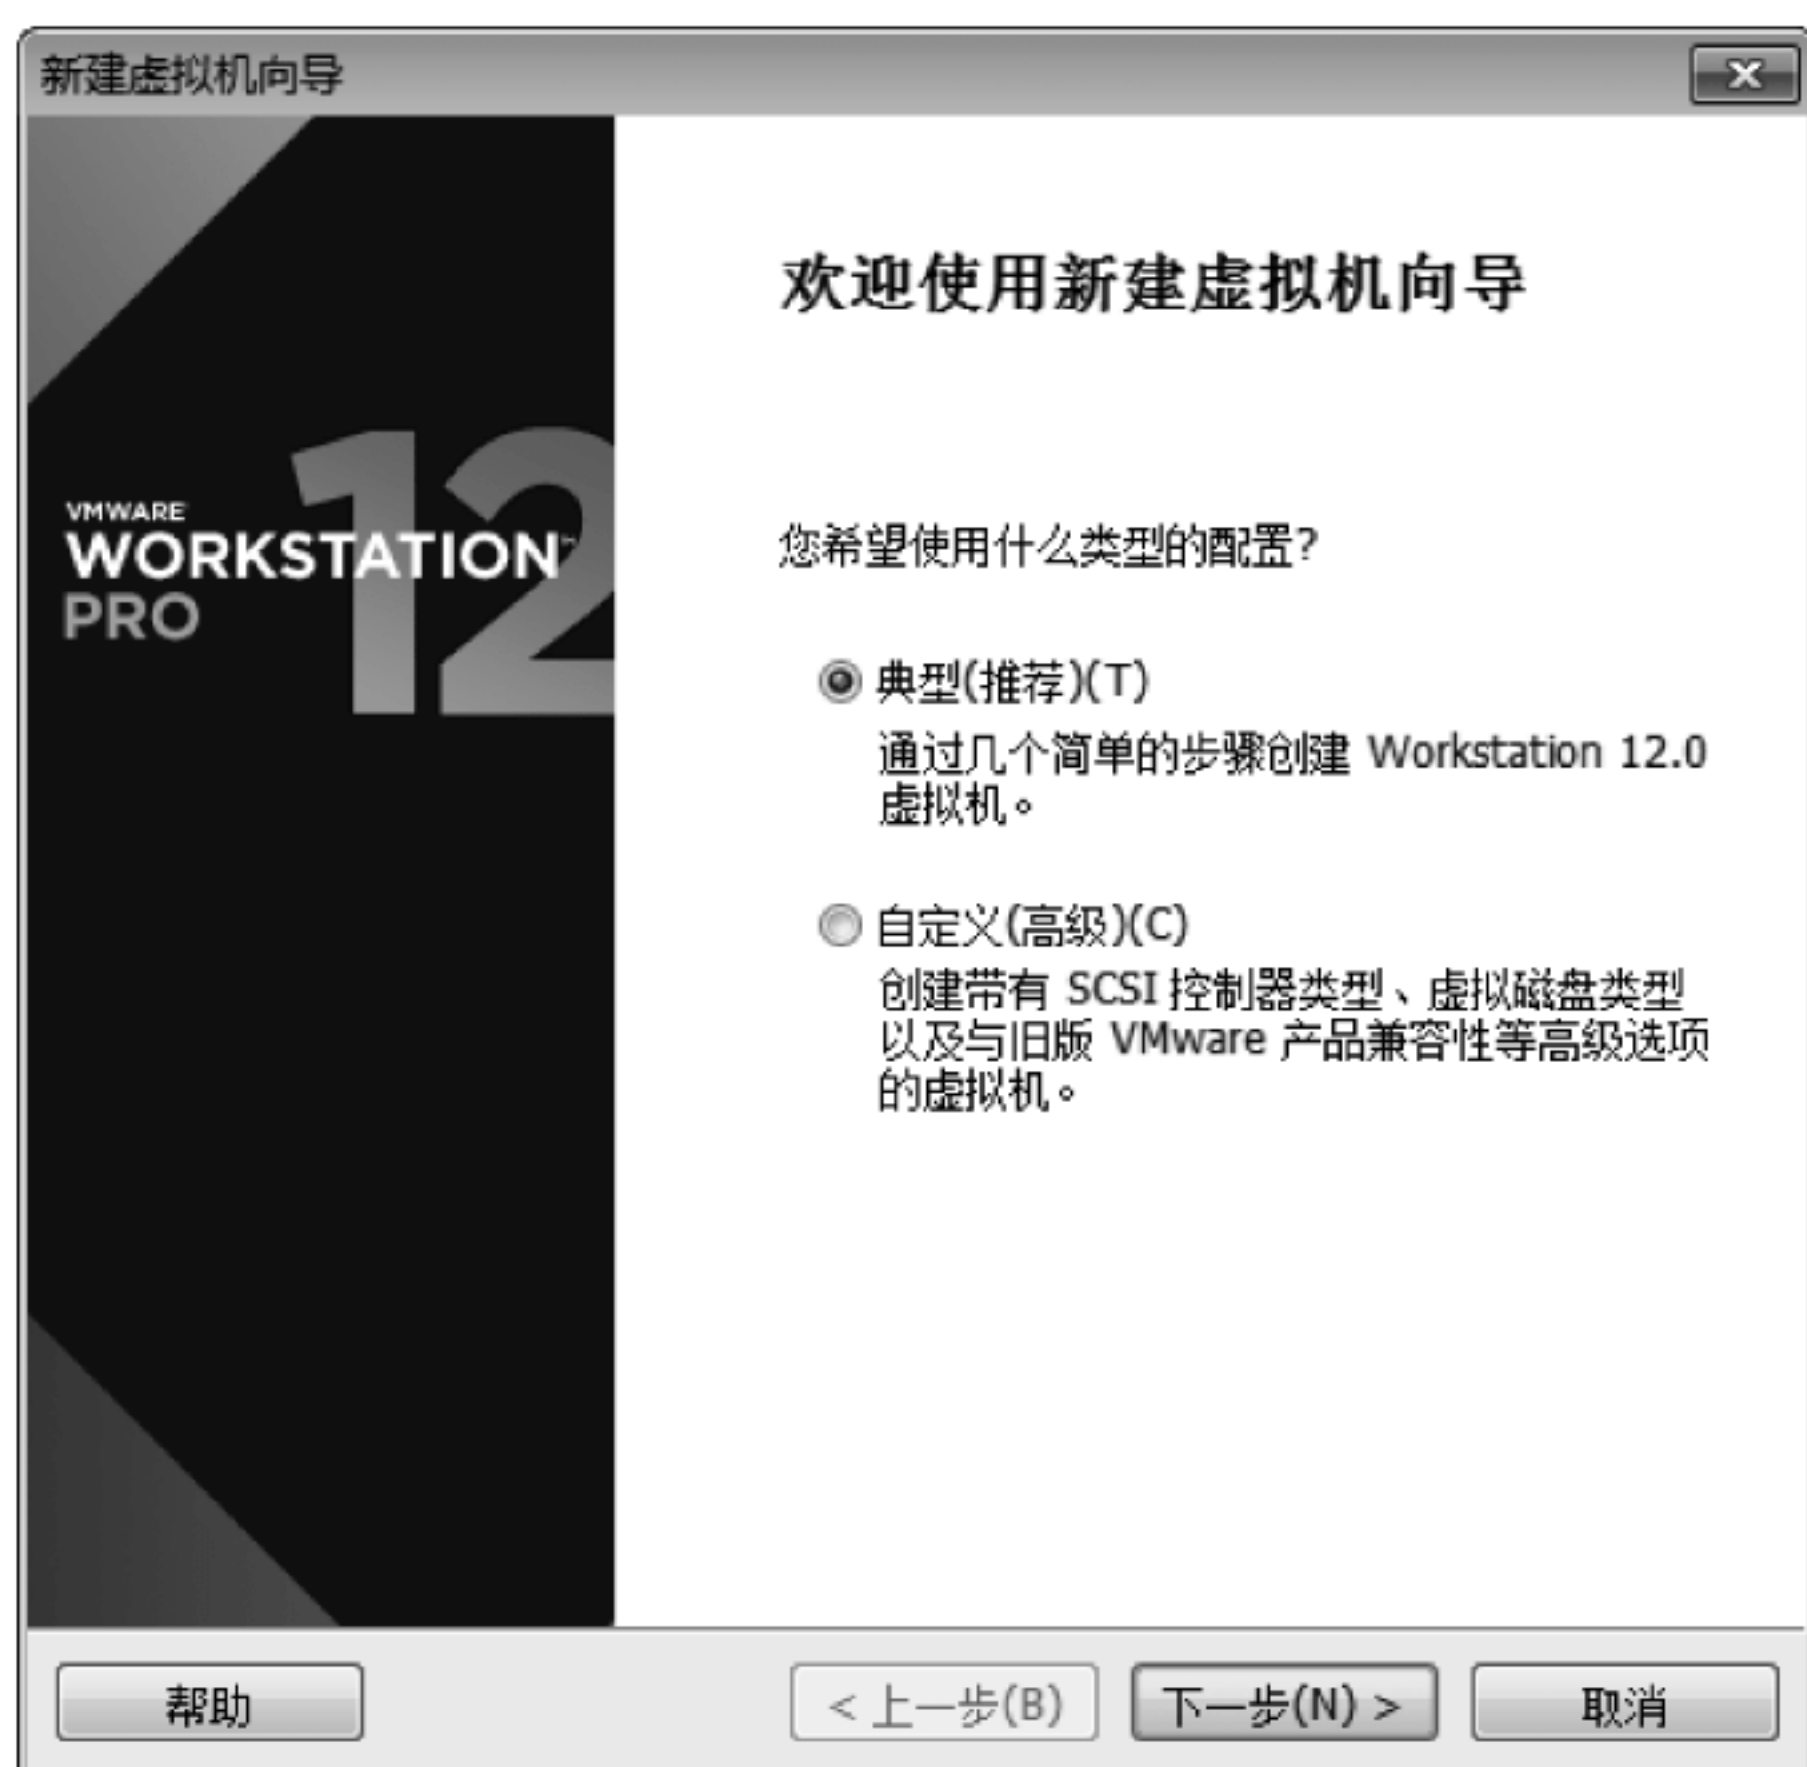 新建虚拟机向导
VMWARE
WORKSTATION™
PRO
12
欢迎使用新建虚拟机向导
您希望使用什么类型的配置?
典型(推荐)(T)
通过几个简单的步骤创建 Workstation 12.0
虚拟机。
自定义(高级)(C)
创建带有 SCSI 控制器类型、虚拟磁盘类型
以及与旧版 VMware 产品兼容性等高级选项
的虚拟机。
帮助
< 上一步(B)
下一步(N) >
取消